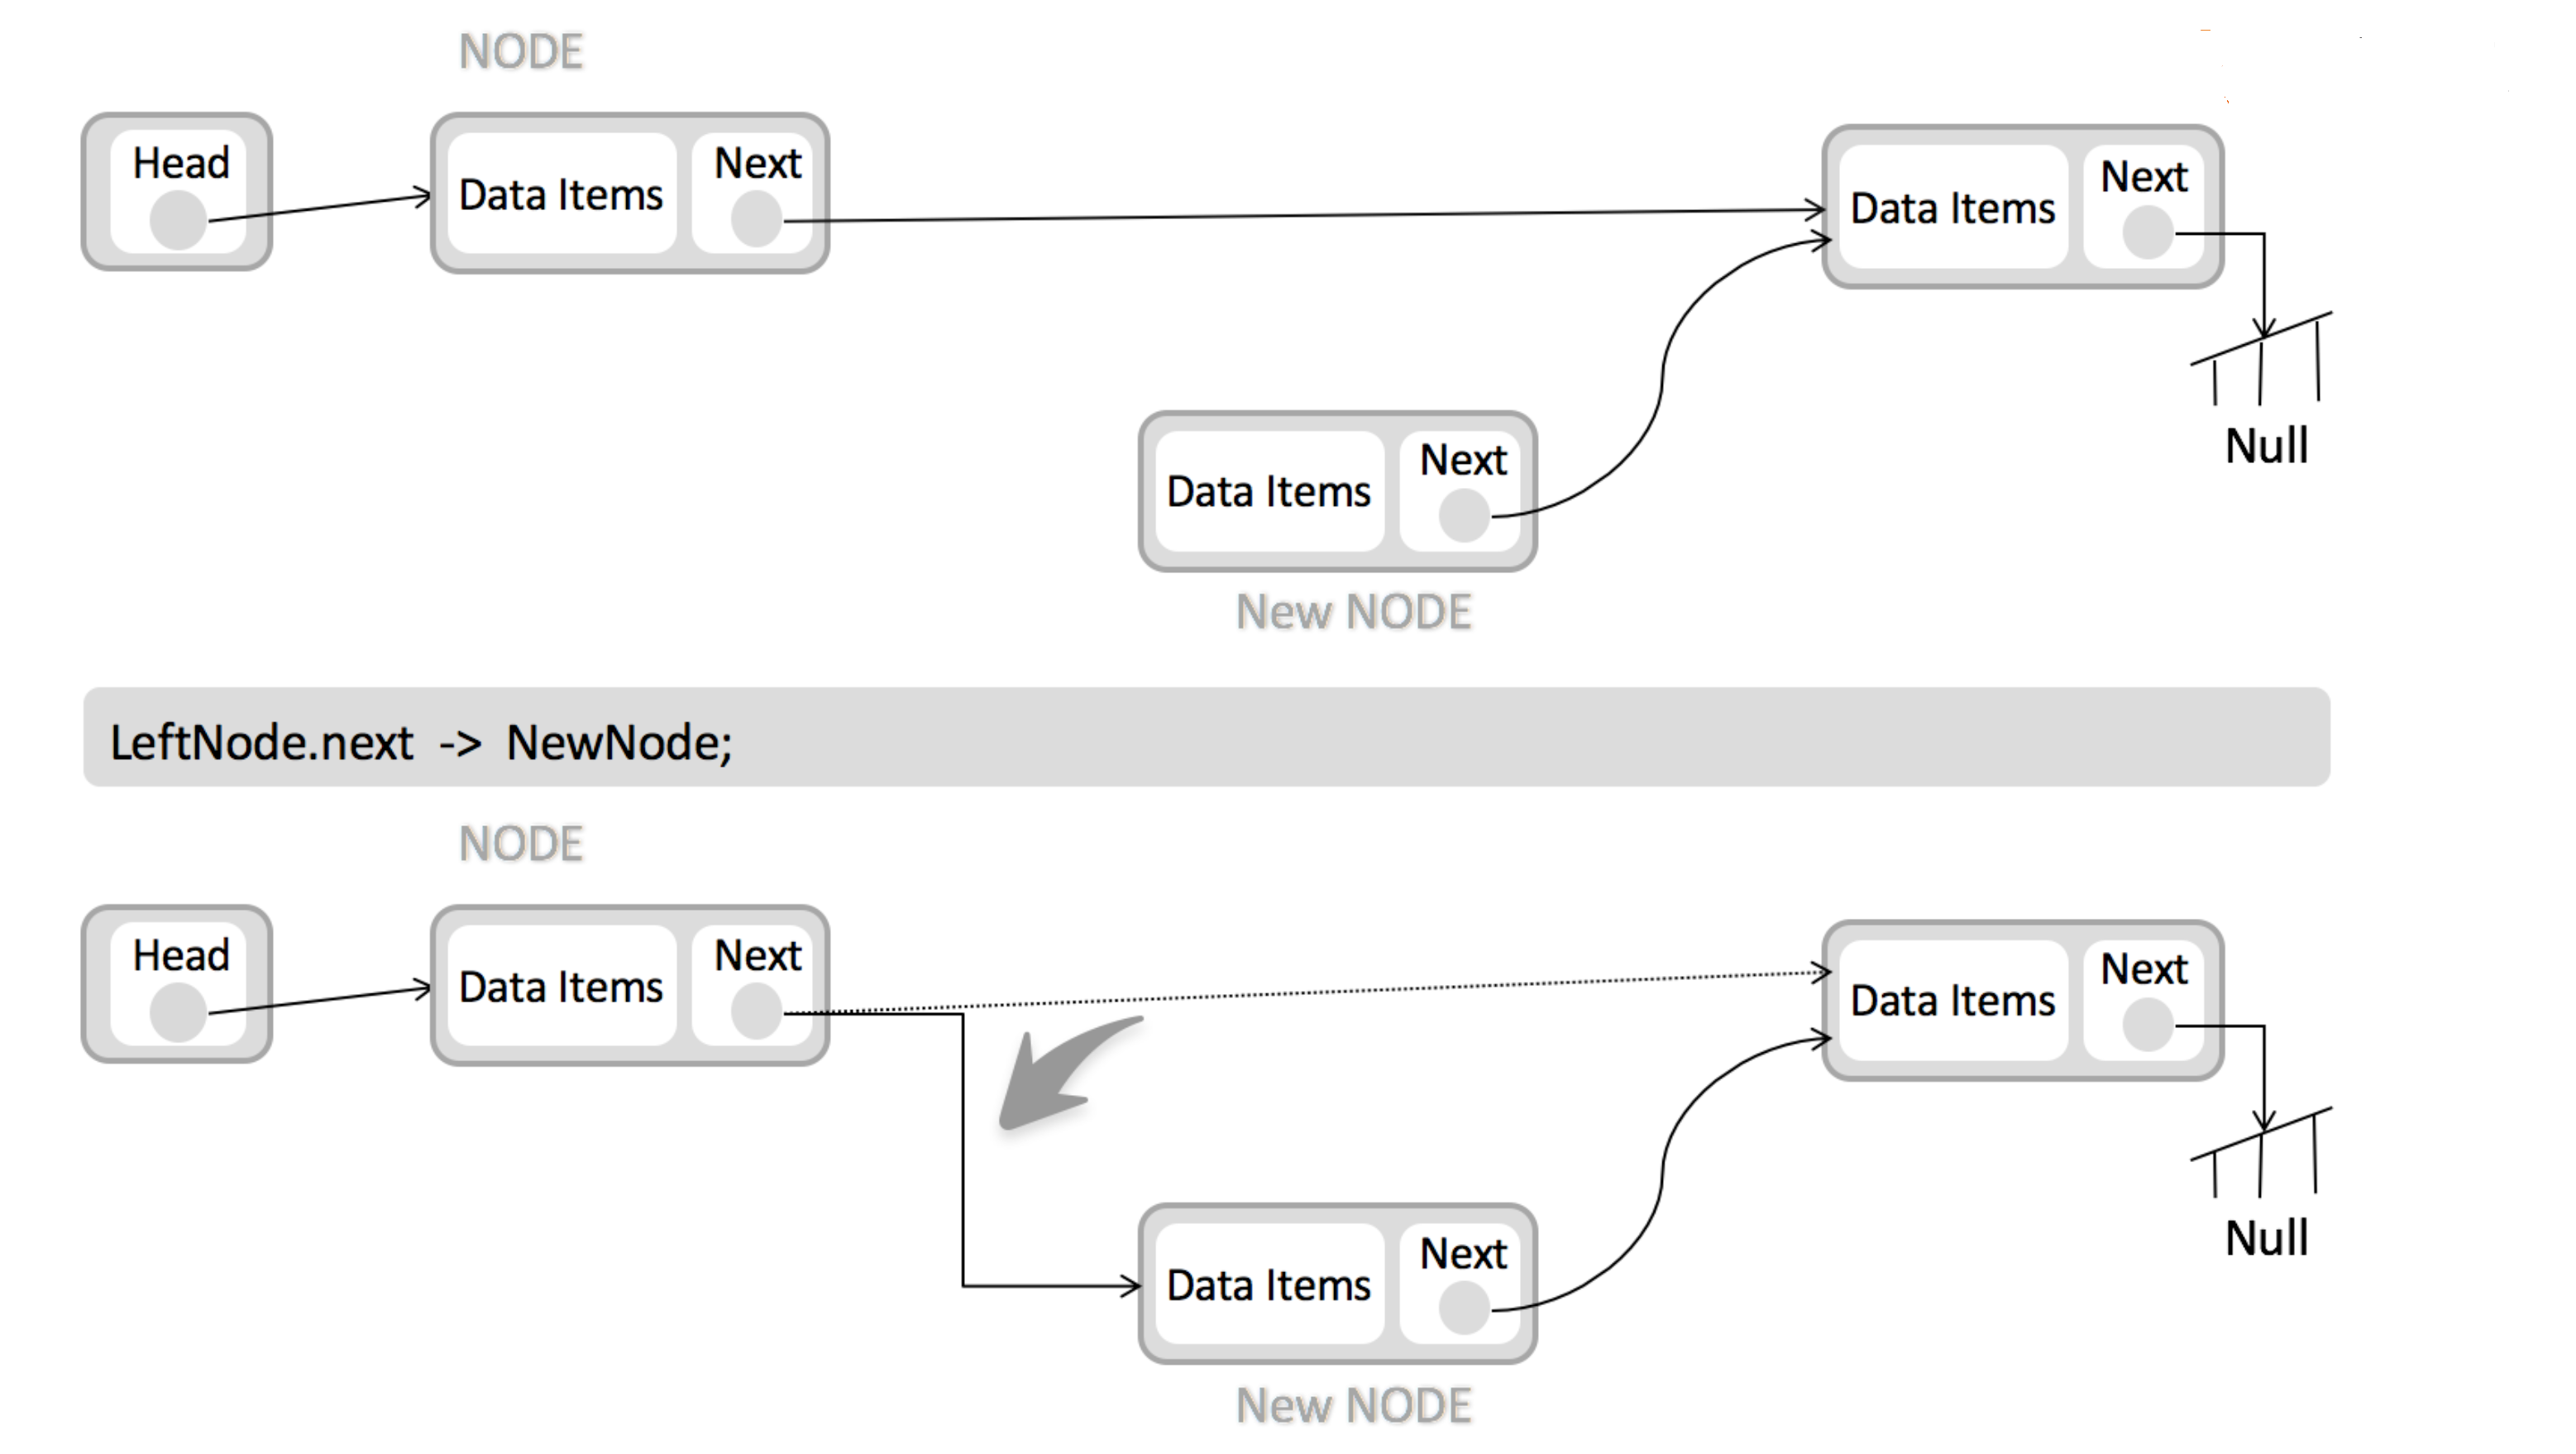 NODE
Head
Data Items
Next
Data Items
Next
Null
Data Items
Next
New NODE
LeftNode.next -> NewNode;
NODE
Head
Data Items
Next
Data Items
Next
Null
Data Items
Next
New NODE